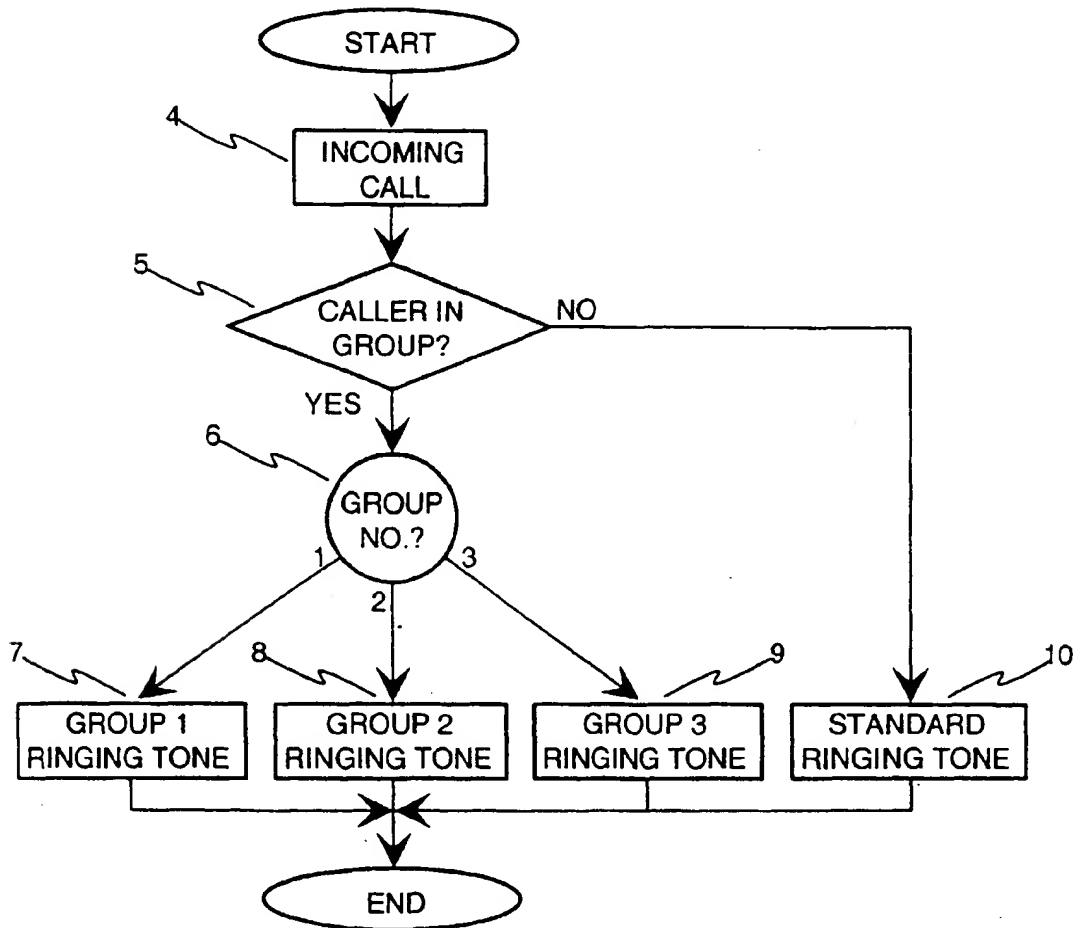 START
4
INCOMING
CALL
5
CALLER IN
GROUP?
NO
YES
6
GROUP
NO.?
1
2
3
7
8
9
10
GROUP 1
RINGING TONE
GROUP 2
RINGING TONE
GROUP 3
RINGING TONE
STANDARD
RINGING TONE
END